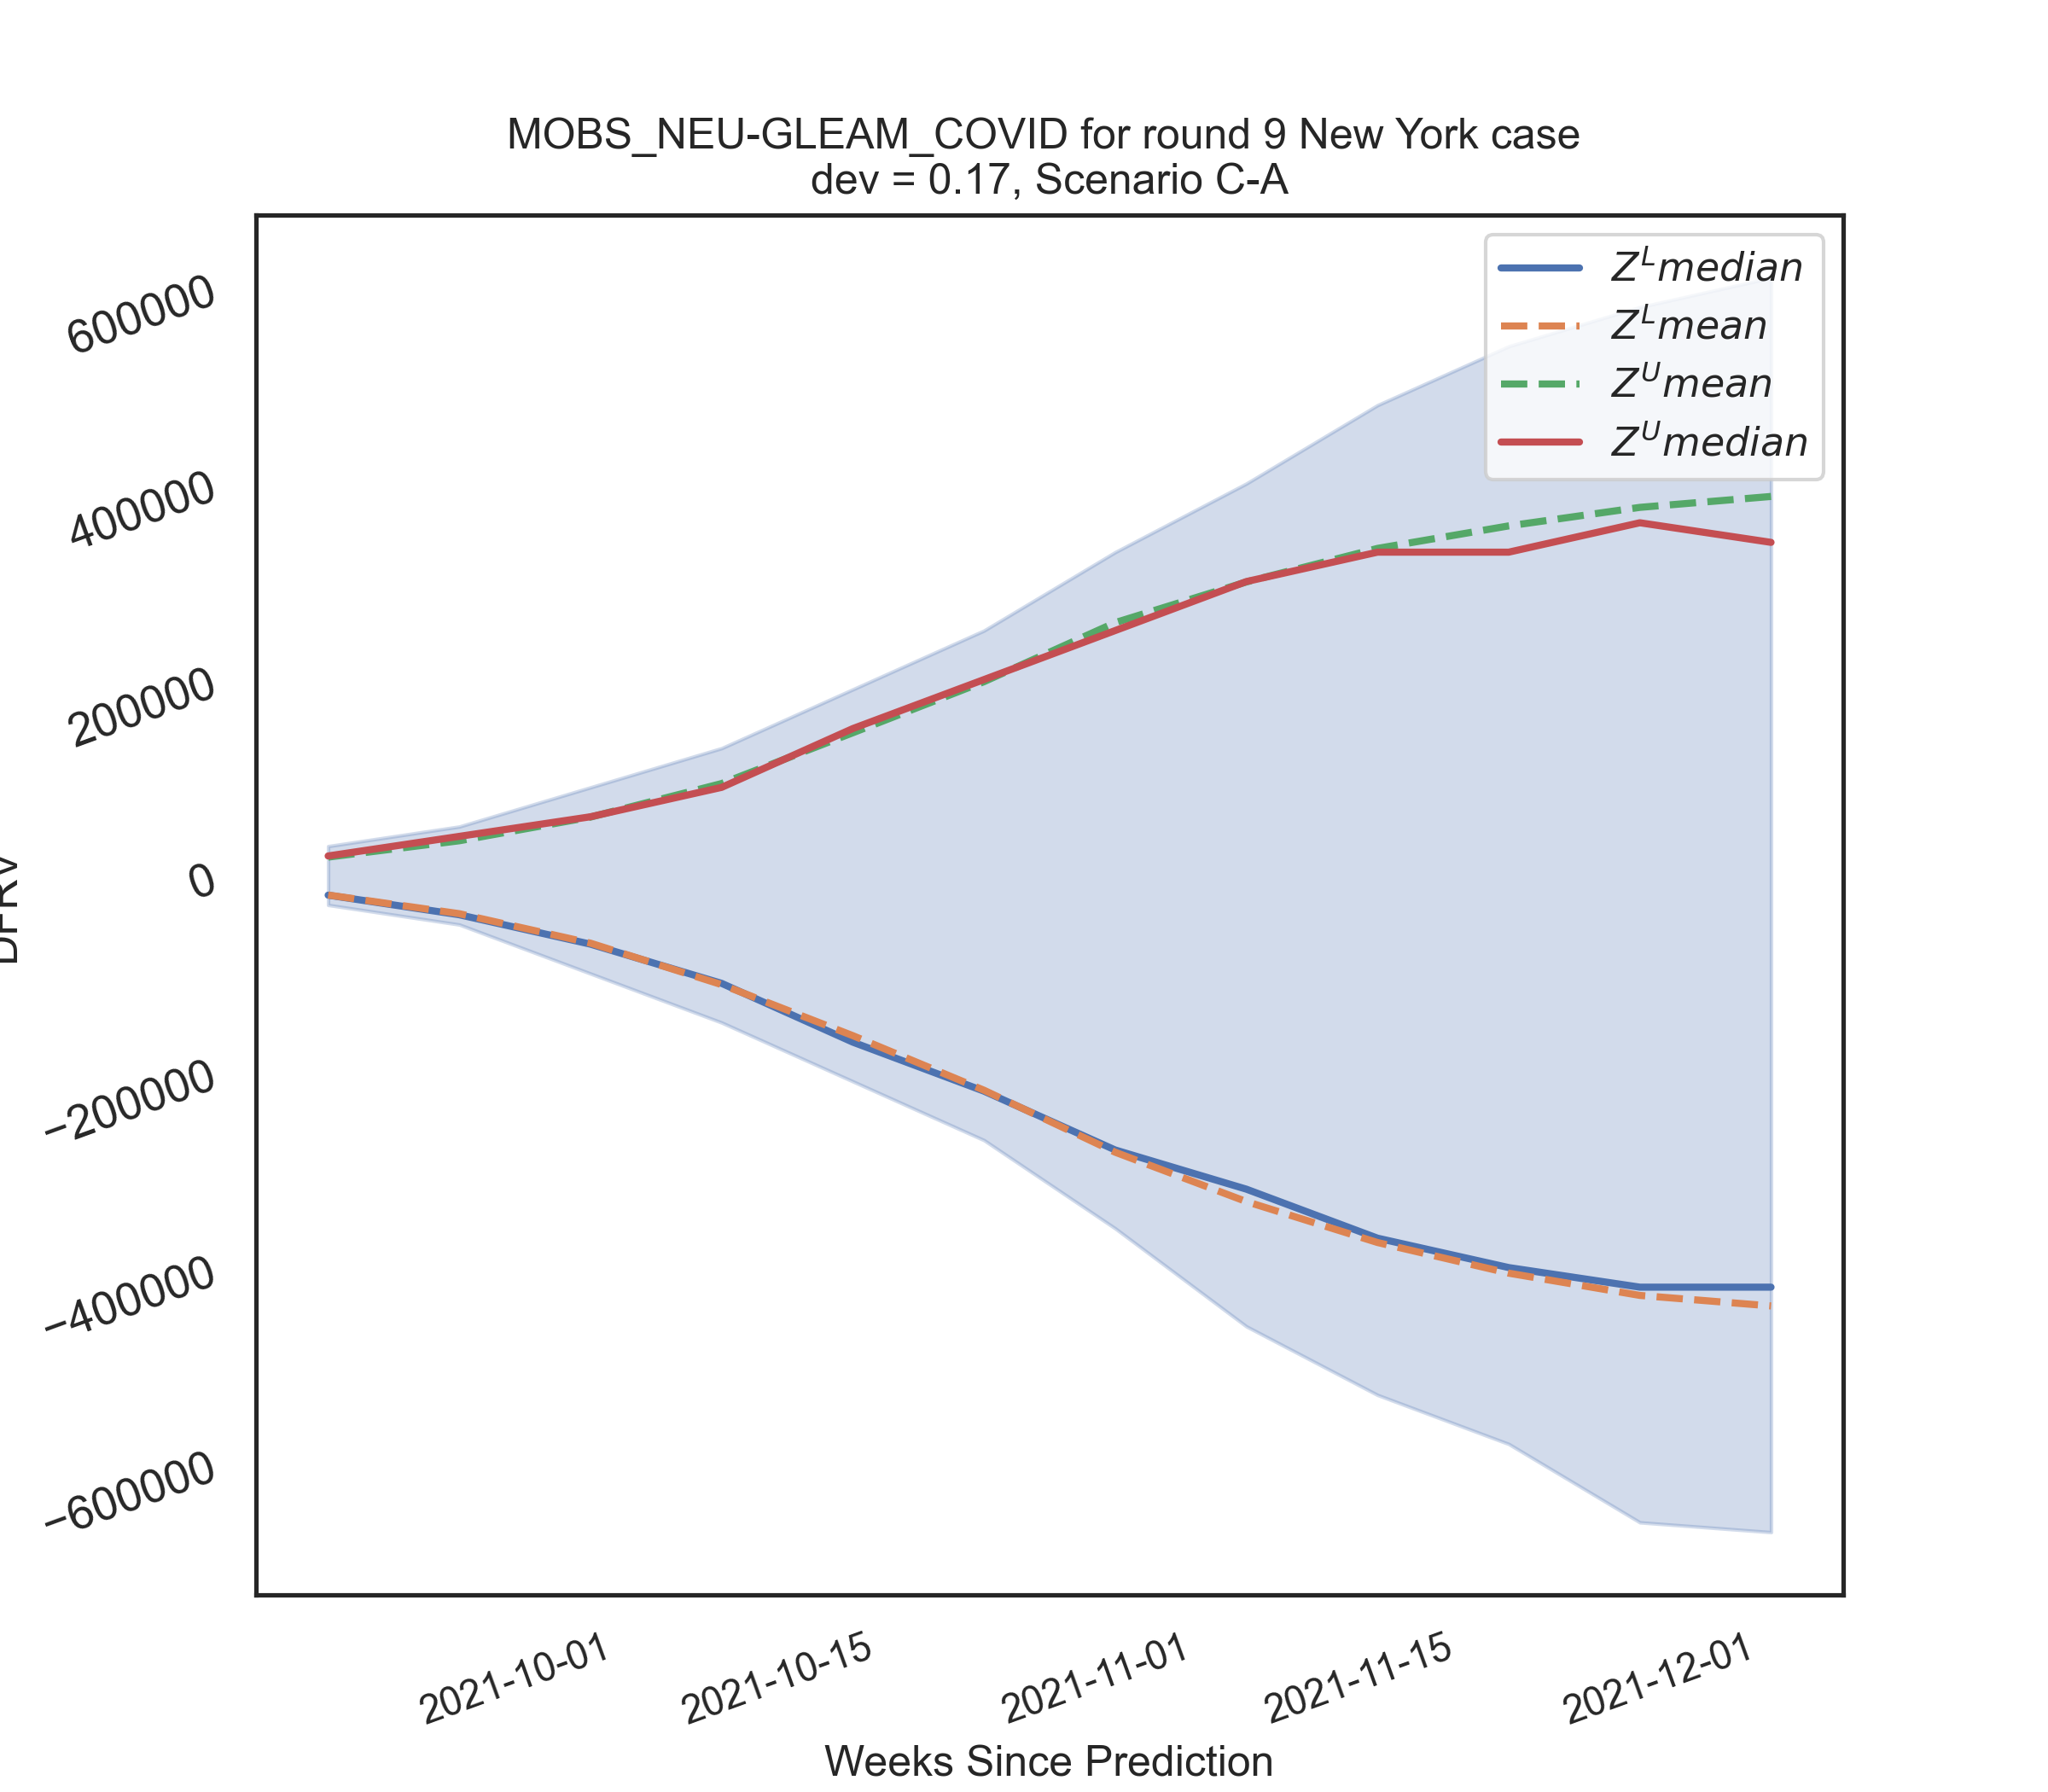 MOBS_NEU-GLEAM_COVID for round 9 New York case
dev = 0.17, Scenario C-A
Z^L median
Z^L mean
Z^U mean
Z^U median
600000
400000
200000
0
−200000
−400000
−600000
2021-10-01
2021-10-15
2021-11-01
2021-11-15
2021-12-01
Weeks Since Prediction